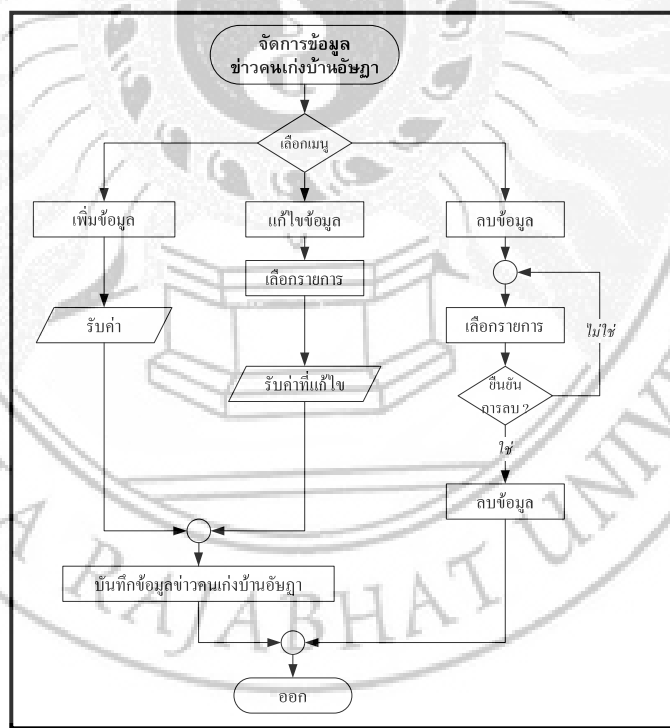 จัดการข้อมูล
ข่าวคนเก่งบ้านอัษฎา
เลือกเมนู
เพิ่มข้อมูล
แก้ไขข้อมูล
ลบข้อมูล
เลือกรายการ
รับค่า
เลือกรายการ
ไม่ใช่
รับค่าที่แก้ไข
ยืนยัน
การลบ ?
ใช่
ลบข้อมูล
บันทึกข้อมูลข่าวคนเก่งบ้านอัษฎา
ออก
A RAJABHAT UNIVE